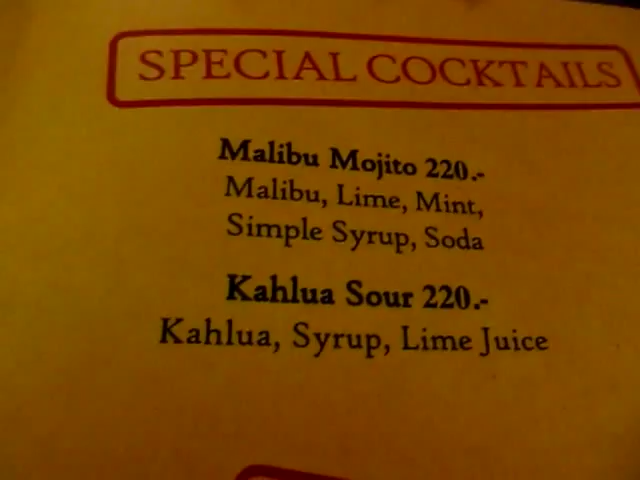 SPECIAL COCKTAILS
Malibu Mojito 220.-
Malibu, Lime, Mint,
Simple Syrup, Soda
Kahlua Sour 220.-
Kahlua, Syrup, Lime Juice